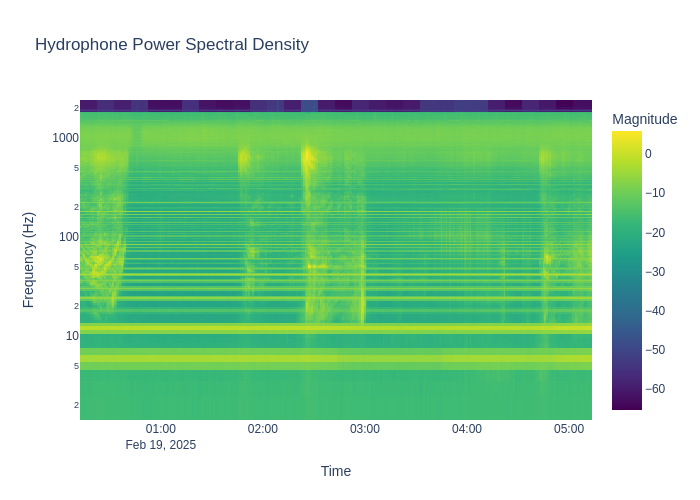 Hydrophone Power Spectral Density
Magnitude
2
1000
5
2
100
5
2
10
5
2
Frequency (Hz)
0
−10
−20
−30
−40
−50
−60
01:00 02:00 03:00 04:00 05:00
Feb 19, 2025
Time